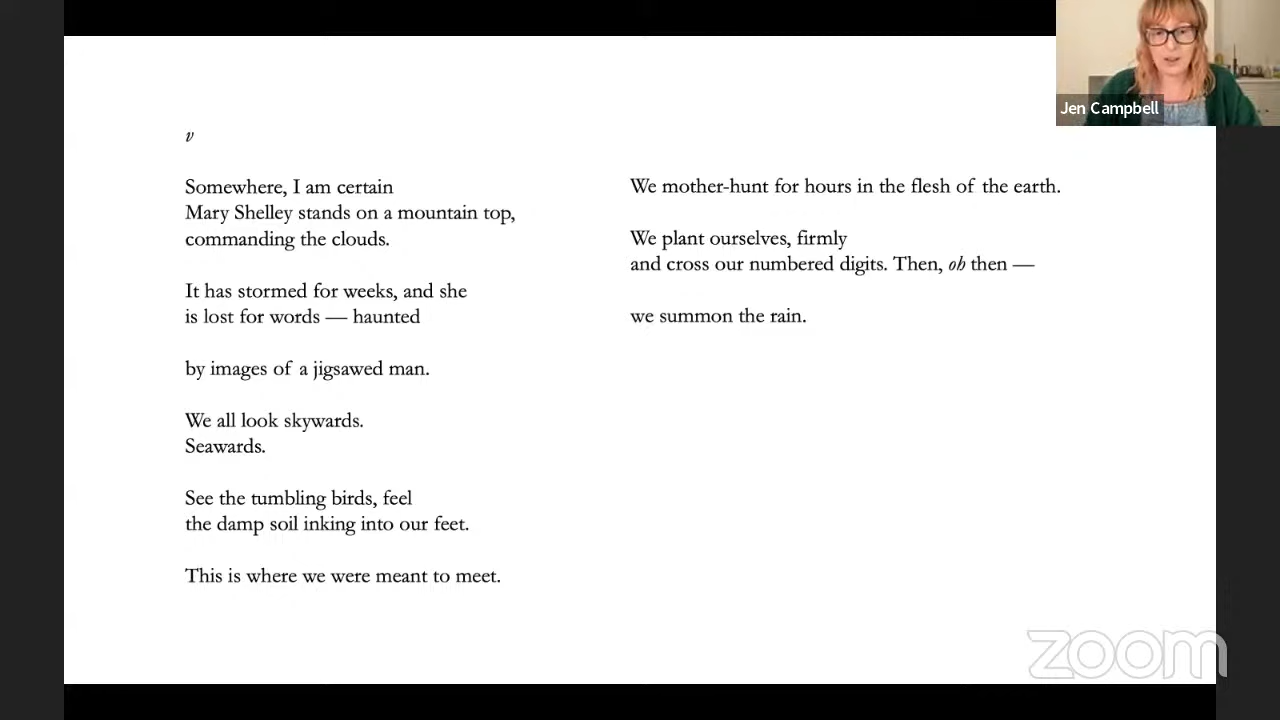 Jen Campbell
v
Somewhere, I am certain
Mary Shelley stands on a mountain top,
commanding the clouds.
It has stormed for weeks, and she
is lost for words — haunted
by images of a jigsawed man.
We all look skywards.
Seawards.
See the tumbling birds, feel
the damp soil inking into our feet.
This is where we were meant to meet.
We mother-hunt for hours in the flesh of the earth.
We plant ourselves, firmly
and cross our numbered digits. Then, oh then —
we summon the rain.
zoom